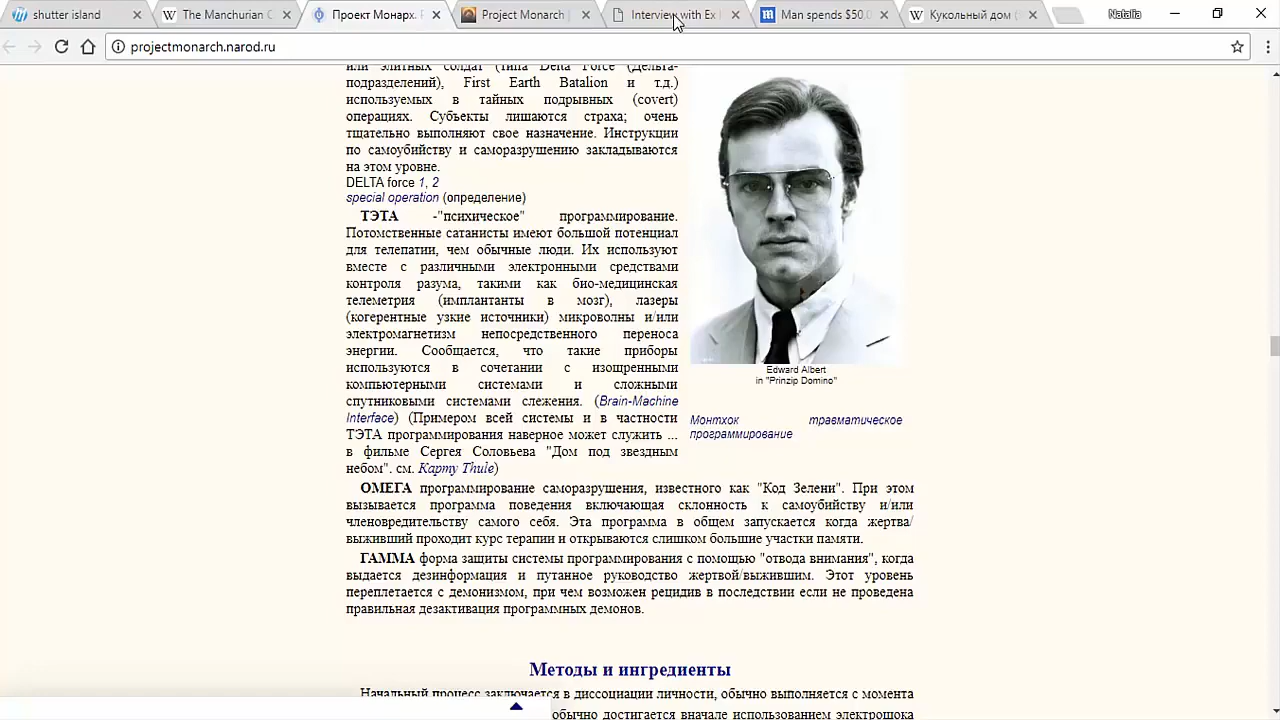 shutter island
The Manchurian C
Проект Монарх. Р
Project Monarch |
Interview with Ex I
Man spends $50,0
Кукольный дом (
Natalia
projectmonarch.narod.ru
или элитных солдат (типа Delta Force (Дельта-
подразделений), First Earth Batalion и т.д.)
используемых в тайных подрывных (covert)
операциях. Субъекты лишаются страха; очень
тщательно выполняют свое назначение. Инструкции
по самоубийству и саморазрушению закладываются
на этом уровне.
DELTA force 1, 2
special operation (определение)
ТЭТА -"психическое" программирование.
Потомственные сатанисты имеют большой потенциал
для телепатии, чем обычные люди. Их используют
вместе с различными электронными средствами
контроля разума, такими как био-медицинская
телеметрия (имплантанты в мозг), лазеры
(когерентные узкие источники) микроволны и/или
электромагнетизм непосредственного переноса
энергии. Сообщается, что такие приборы
используются в сочетании с изощренными
компьютерными системами и сложными
спутниковыми системами слежения. (Brain-Machine
Interface) (Примером всей системы и в частности
ТЭТА программирования наверное может служить ...
в фильме Сергея Соловьева "Дом под звездным
небом". см. Карту Thule)
Edward Albert
in "Prinzip Domino"
Монтхок травматическое
программирование
ОМЕГА программирование саморазрушения, известного как "Код Зелени". При этом
вызывается программа поведения включающая склонность к самоубийству и/или
членовредительству самого себя. Эта программа в общем запускается когда жертва/
выживший проходит курс терапии и открываются слишком большие участки памяти.
ГАММА форма защиты системы программирования с помощью "отвода внимания", когда
выдается дезинформация и путанное руководство жертвой/выжившим. Этот уровень
переплетается с демонизмом, при чем возможен рецидив в последствии если не проведена
правильная дезактивация программных демонов.
Методы и ингредиенты
Начальный процесс заключается в диссоциации личности, обычно выполняется с момента
обычно достигается вначале использованием электрошока